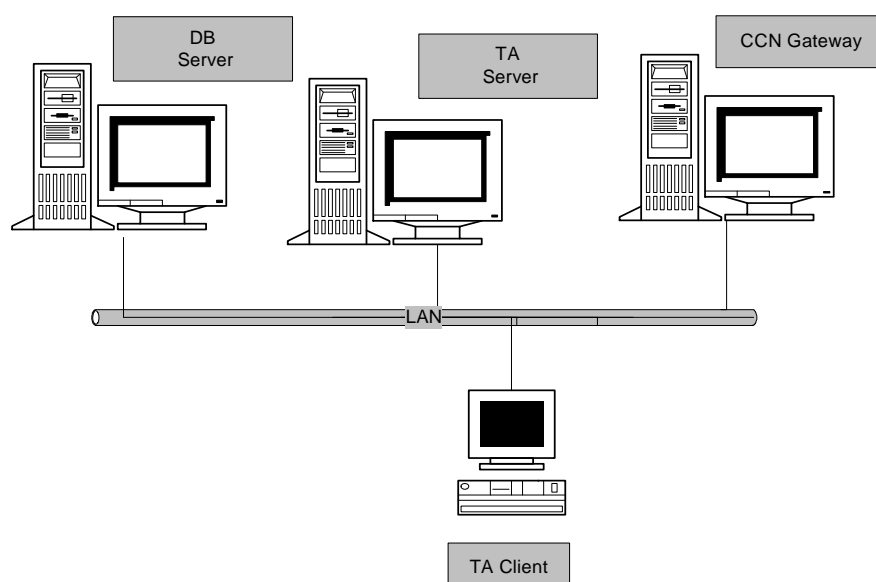 DB
Server
TA
Server
CCN Gateway
LAN
TA Client